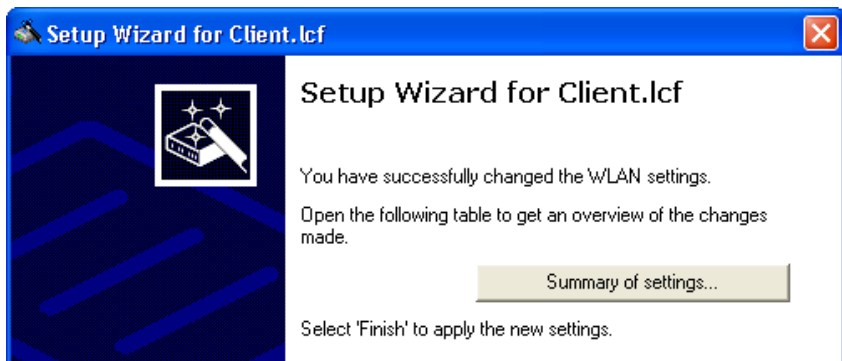 Setup Wizard for Client.lcf
Setup Wizard for Client.lcf
You have successfully changed the WLAN settings.
Open the following table to get an overview of the changes
made.
Summary of settings...
Select 'Finish' to apply the new settings.